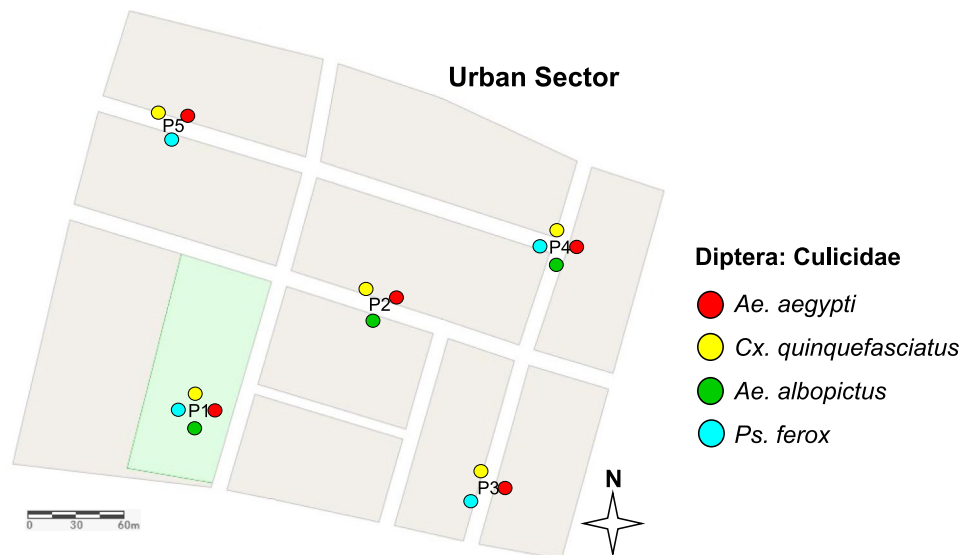 Urban Sector
P5
P4
Diptera: Culicidae
Ae. aegypti
P2
Cx. quinquefasciatus
Ae. albopictus
P1
Ps. ferox
P3
N
0 30 60m